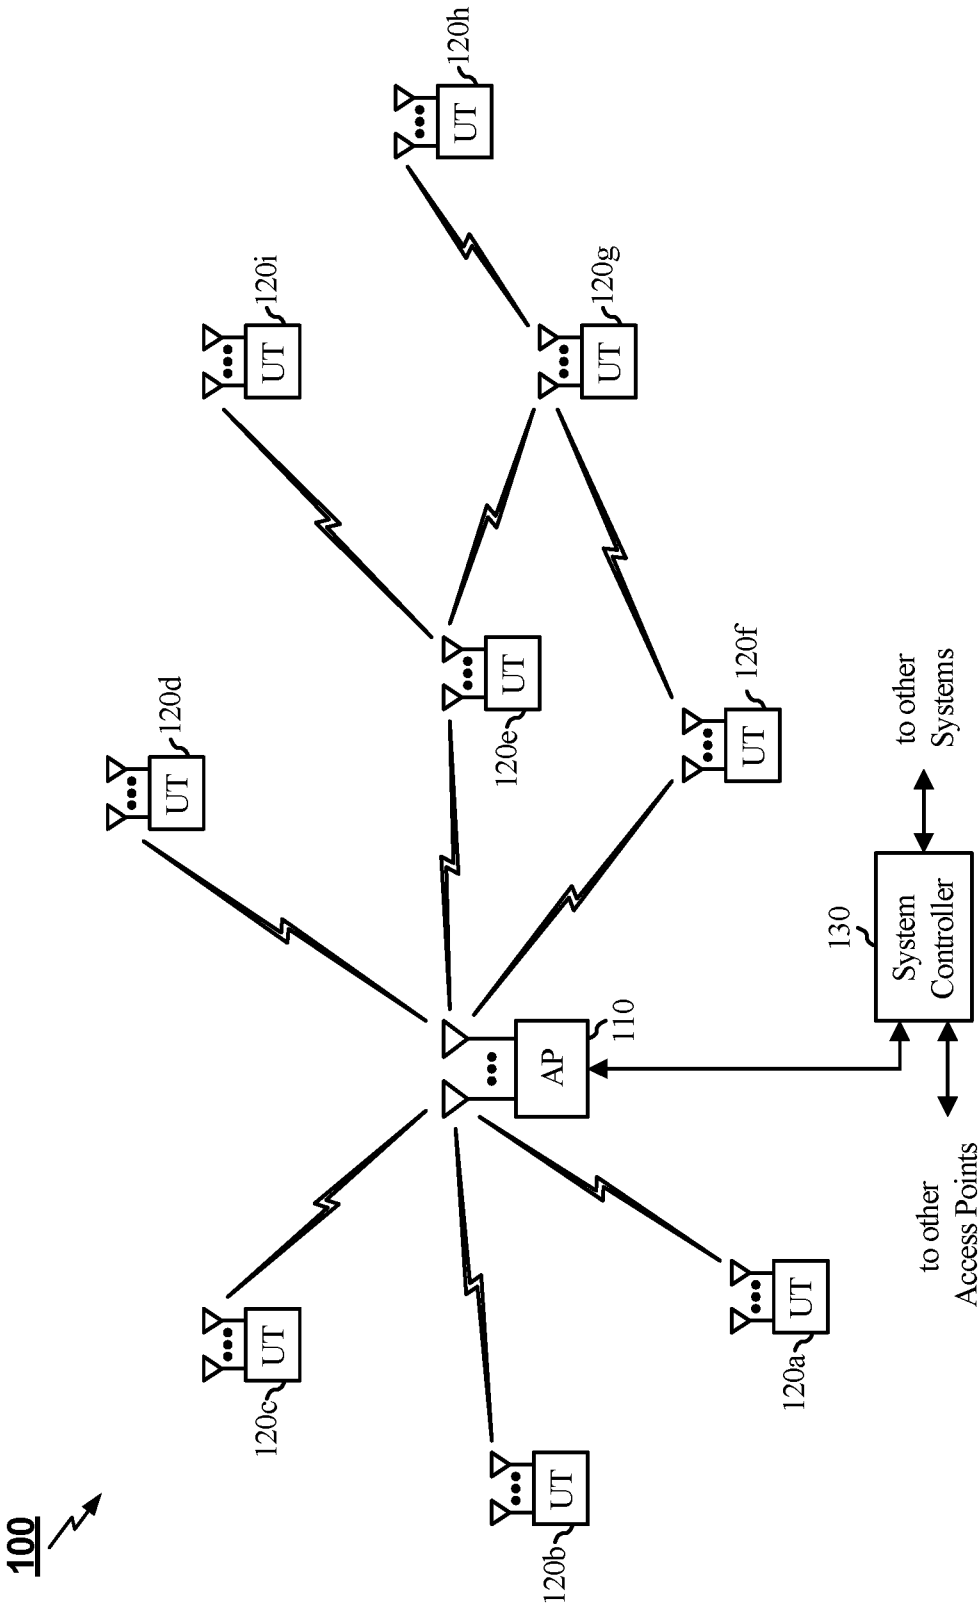 100
120c
UT
120b
UT
120a
UT
120d
UT
AP
110
120e
UT
120f
UT
120i
UT
120g
UT
120h
UT
130
System
Controller
to other
Access Points
to other
Systems